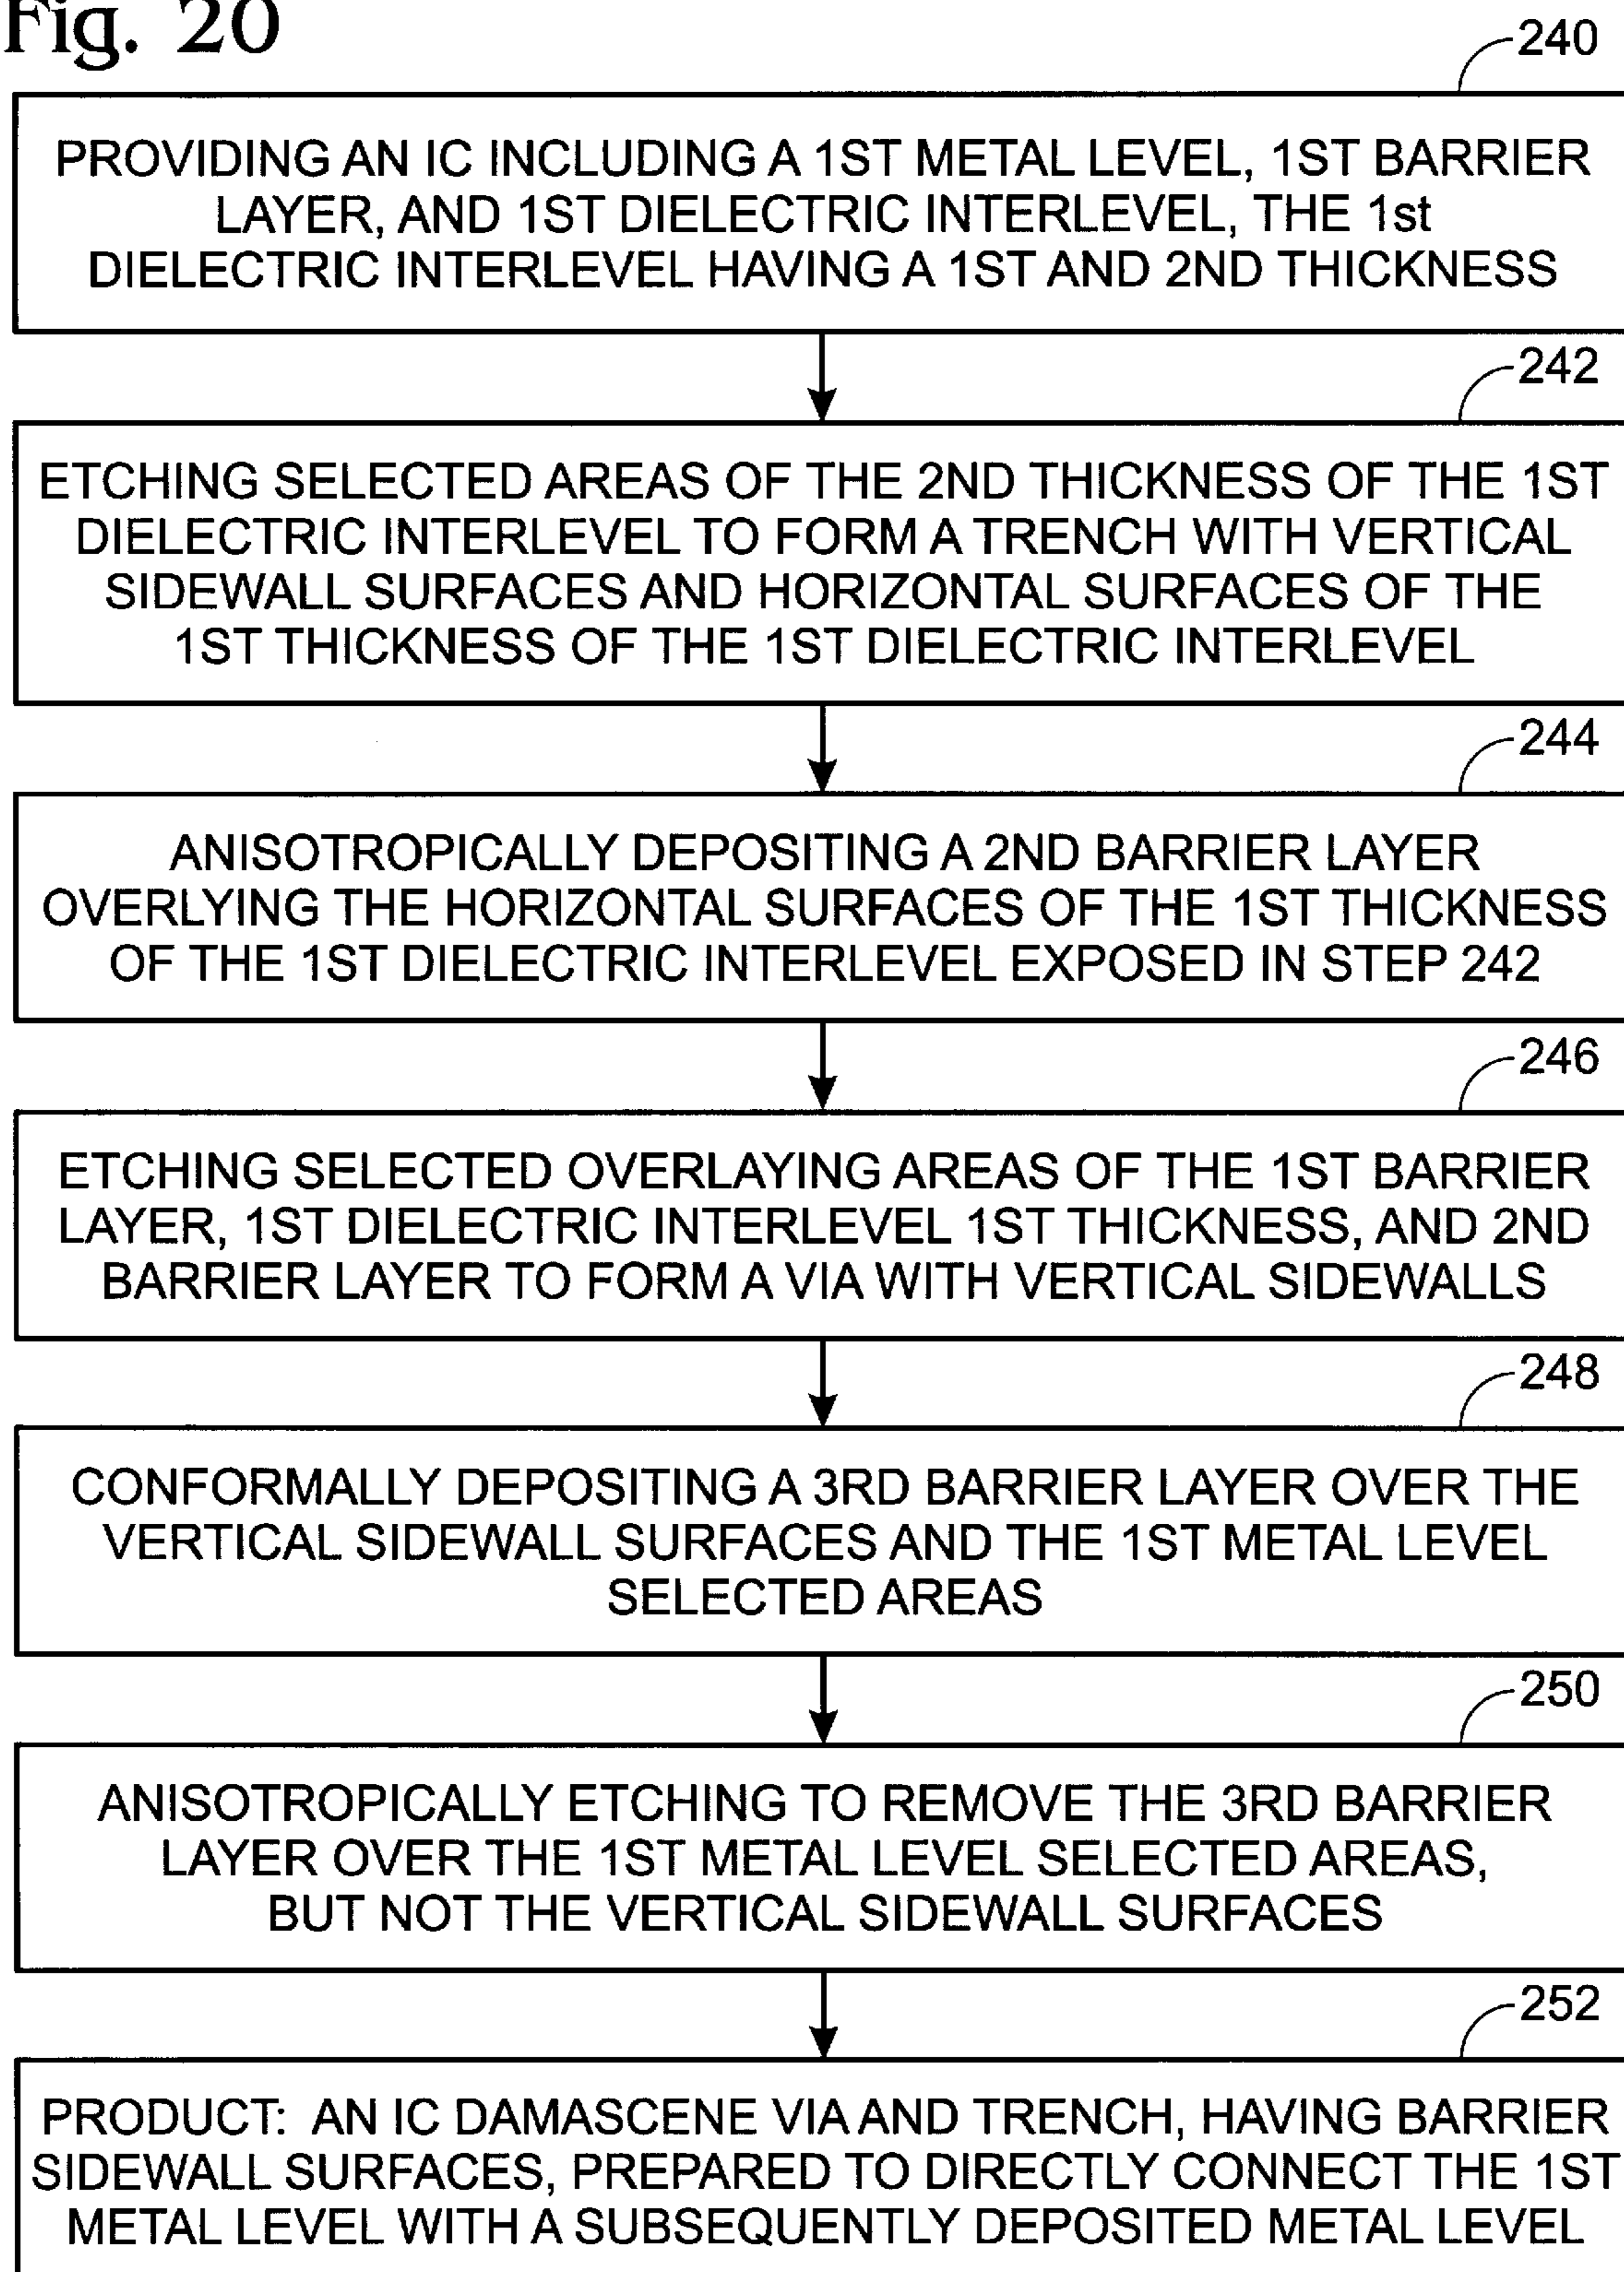 Fig. 20
240
PROVIDING AN IC INCLUDING A 1ST METAL LEVEL, 1ST BARRIER
LAYER, AND 1ST DIELECTRIC INTERLEVEL, THE 1st
DIELECTRIC INTERLEVEL HAVING A 1ST AND 2ND THICKNESS
242
ETCHING SELECTED AREAS OF THE 2ND THICKNESS OF THE 1ST
DIELECTRIC INTERLEVEL TO FORM A TRENCH WITH VERTICAL
SIDEWALL SURFACES AND HORIZONTAL SURFACES OF THE
1ST THICKNESS OF THE 1ST DIELECTRIC INTERLEVEL
244
ANISOTROPICALLY DEPOSITING A 2ND BARRIER LAYER
OVERLYING THE HORIZONTAL SURFACES OF THE 1ST THICKNESS
OF THE 1ST DIELECTRIC INTERLEVEL EXPOSED IN STEP 242
246
ETCHING SELECTED OVERLAYING AREAS OF THE 1ST BARRIER
LAYER, 1ST DIELECTRIC INTERLEVEL 1ST THICKNESS, AND 2ND
BARRIER LAYER TO FORM A VIA WITH VERTICAL SIDEWALLS
248
CONFORMALLY DEPOSITING A 3RD BARRIER LAYER OVER THE
VERTICAL SIDEWALL SURFACES AND THE 1ST METAL LEVEL
SELECTED AREAS
250
ANISOTROPICALLY ETCHING TO REMOVE THE 3RD BARRIER
LAYER OVER THE 1ST METAL LEVEL SELECTED AREAS,
BUT NOT THE VERTICAL SIDEWALL SURFACES
252
PRODUCT: AN IC DAMASCENE VIA AND TRENCH, HAVING BARRIER
SIDEWALL SURFACES, PREPARED TO DIRECTLY CONNECT THE 1ST
METAL LEVEL WITH A SUBSEQUENTLY DEPOSITED METAL LEVEL